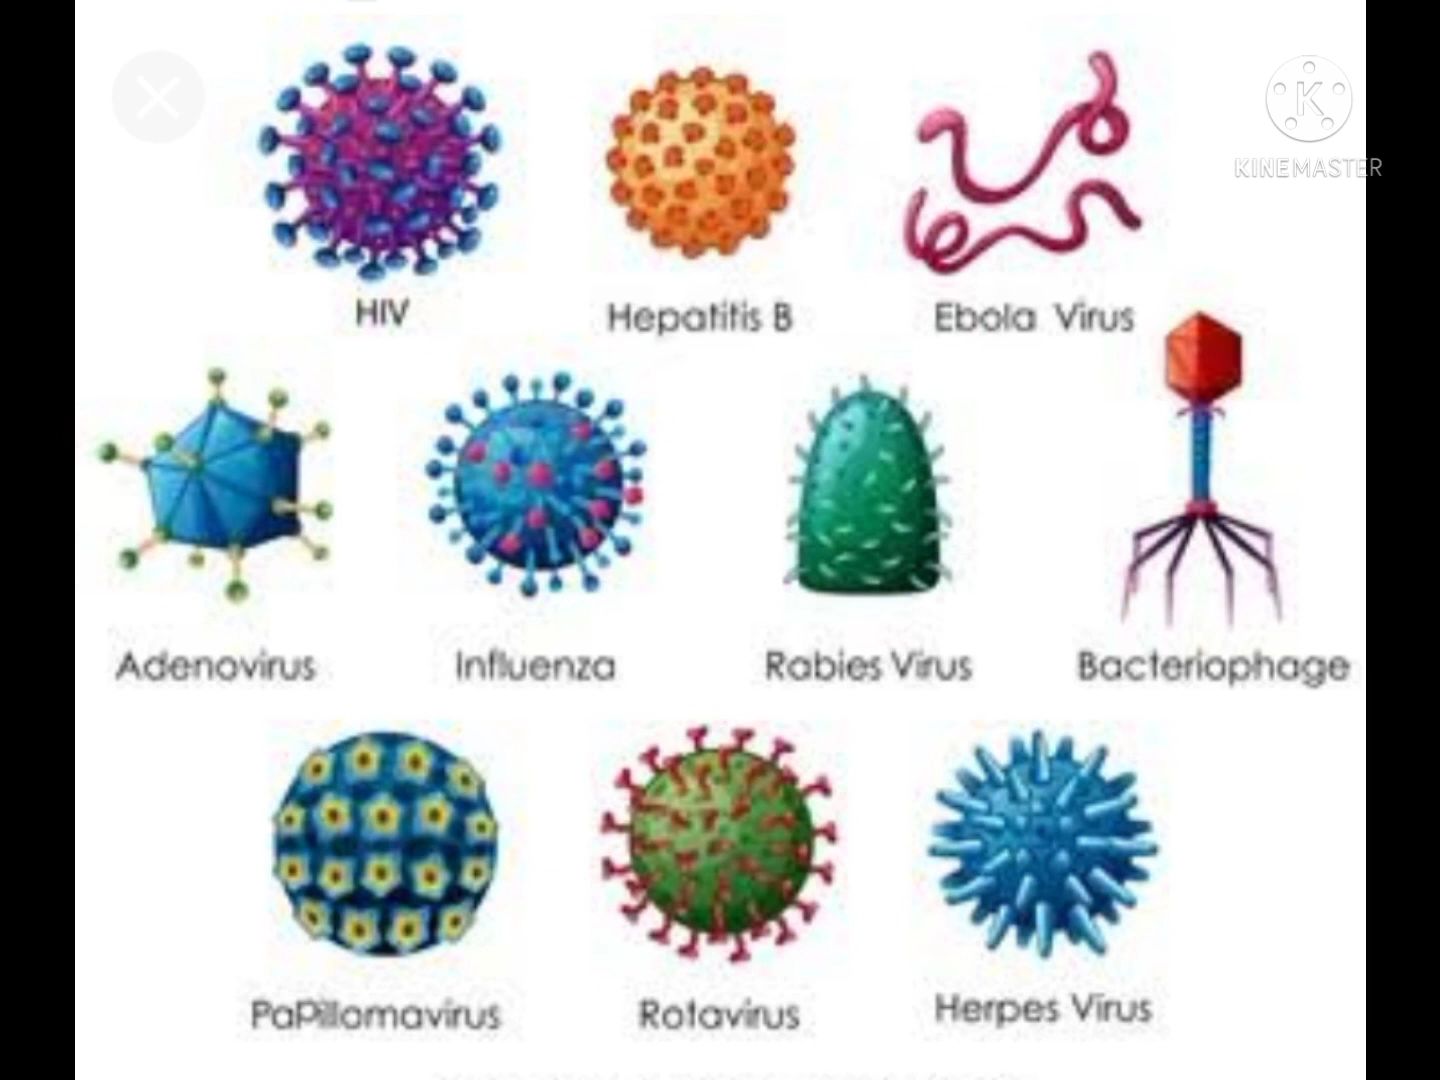 K
KINEMASTER
HIV
Hepatitis B
Ebola Virus
Adenovirus
Influenza
Rabies Virus
Bacteriophage
PaPillomavirus
Rotavirus
Herpes Virus